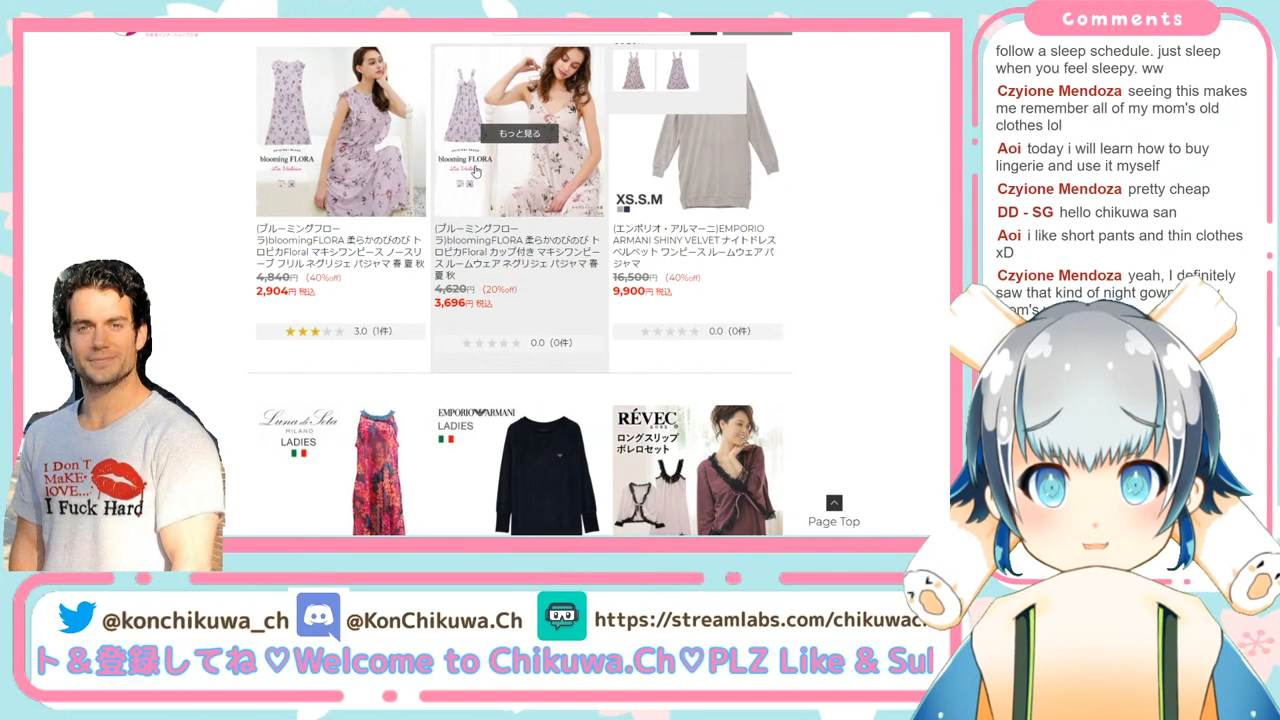 Comments
follow a sleep schedule. just sleep
when you feel sleepy. ww
Czyione Mendoza seeing this makes
me remember all of my mom's old
clothes lol
Aoi today i will learn how to buy
lingerie and use it myself
Czyione Mendoza pretty cheap
DD - SG hello chikuwa san
Aoi i like short pants and thin clothes
xD
Czyione Mendoza yeah, I definitely
saw that kind of night gown
もっと見る
blooming FLORA
La Vedua
blooming FLORA
XS.S.M
(ブルーミングフロー
ラ)bloomingFLORA 柔らかのびのび ト
ロピカFloral マキシワンピース ノースリ
ーブ フリル ネグリジェ パジャマ 春 夏 秋
4,840円 (40%off)
2,904円 税込
3.0 (1件)
(ブルーミングフロー
ラ)bloomingFLORA 柔らかのびのび ト
ロピカFloral カップ付き マキシワンピー
ス ルームウェア ネグリジェ パジャマ 春
夏 秋
4,620円 (20%off)
3,696円 税込
0.0 (0件)
(エンポリオ・アルマーニ)EMPORIO
ARMANI SHINY VELVET ナイトドレス
ベルベット ワンピース ルームウェア パ
ジャマ
16,500円 (40%off)
9,900円 税込
0.0 (0件)
Luna di Seta
MILANO
LADIES
EMPORIO ARMANI
LADIES
RÉVEC
ロングスリップ
ボレロセット
Page Top
I Don'T
MaKE
lOVE...
I Fuck Hard
@konchikuwa_ch
@KonChikuwa.Ch
https://streamlabs.com/chikuwac
ト＆登録してね♡Welcome to Chikuwa.Ch♡PLZ Like & Sul